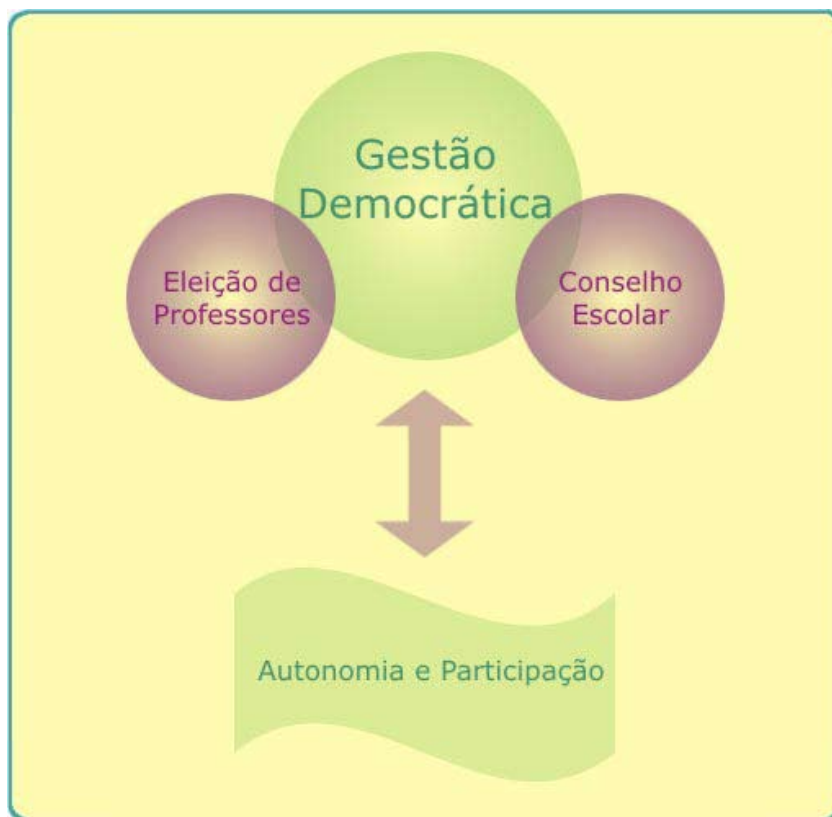 Gestão
Democrática
Eleição de
Professores
Conselho
Escolar
Autonomia e Participação